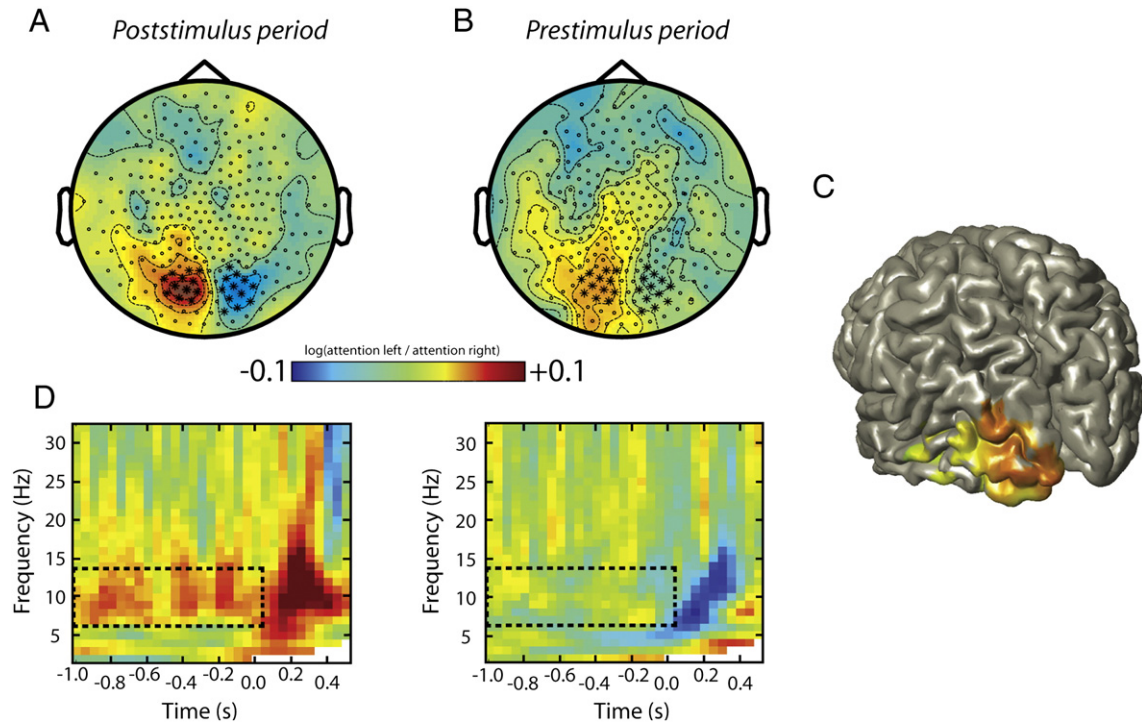 A
Poststimulus period
B
Prestimulus period
C
log(attention left / attention right)
-0.1
+0.1
D
Frequency (Hz)
30
25
20
15
10
5
-1.0 -0.8 -0.6 -0.4 -0.2 0.0 0.2 0.4
Time (s)
Frequency (Hz)
30
25
20
15
10
5
-1.0 -0.8 -0.6 -0.4 -0.2 0.0 0.2 0.4
Time (s)